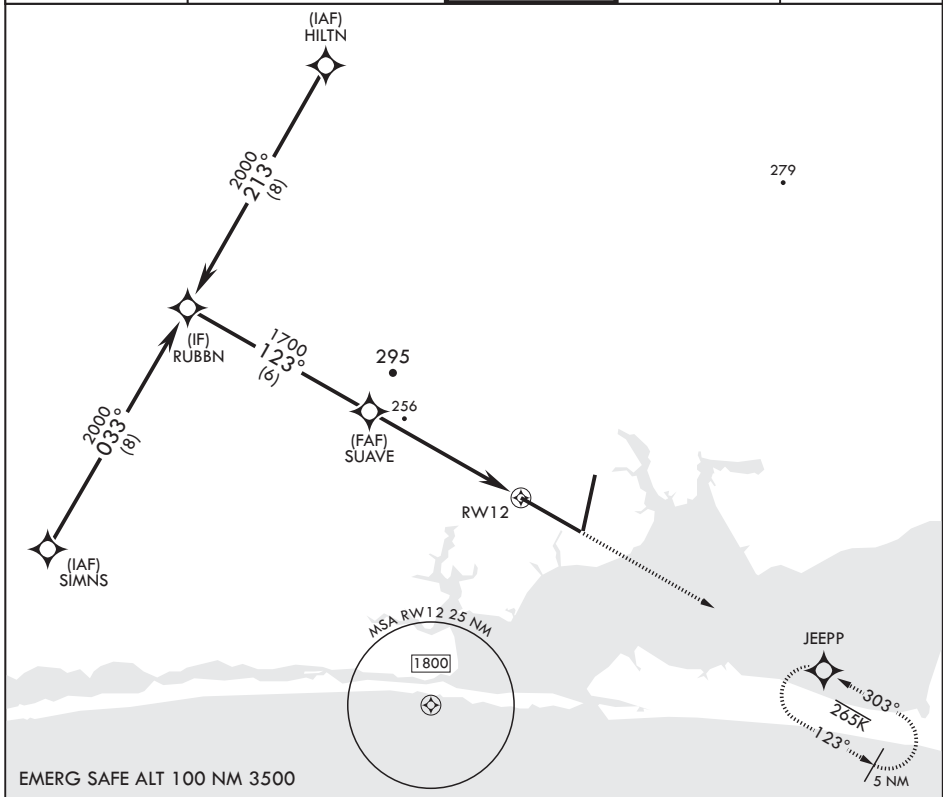 (IAF)
HILTN
279
2000
213°
(8)
(IF)
RUBBN
1700
123°
(6)
295
256
(FAF)
SUAVE
2000
033°
(8)
RW12
(IAF)
SIMNS
MSA RW12 25 NM
1800
JEEPP
303°
265K
123°
5 NM
EMERG SAFE ALT 100 NM 3500